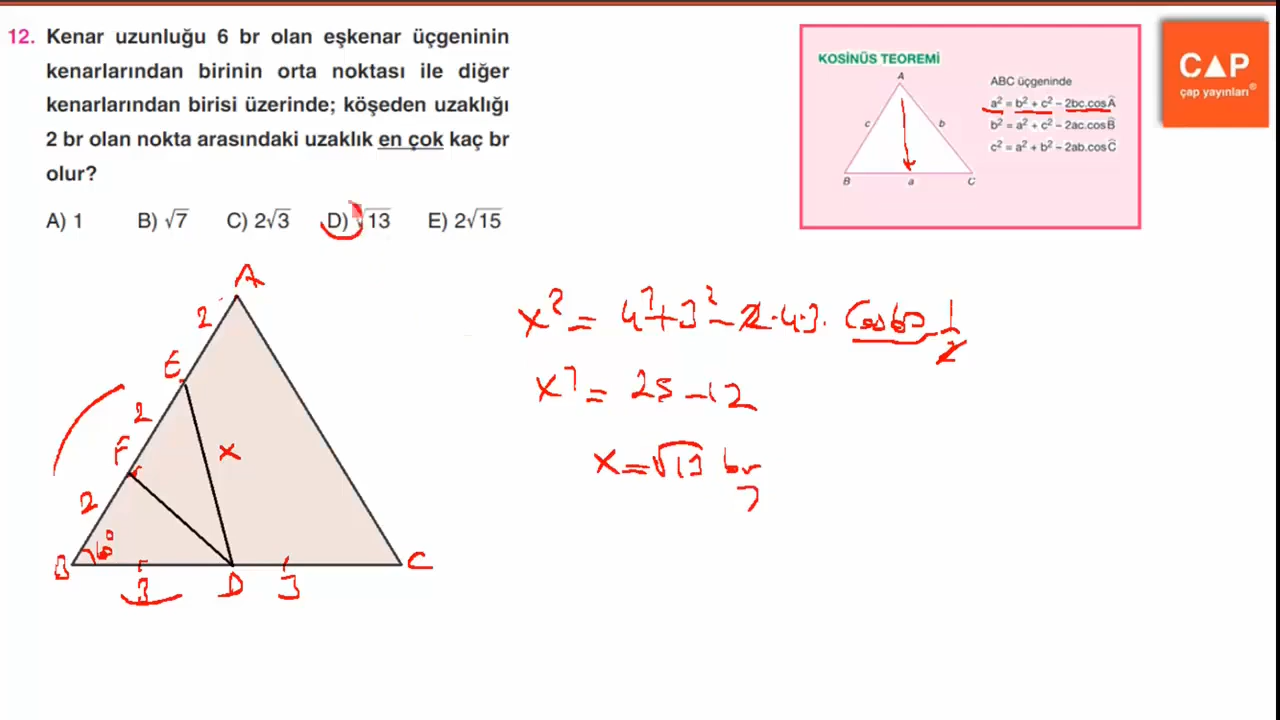 12. Kenar uzunluğu 6 br olan eşkenar üçgeninin
kenarlarından birinin orta noktası ile diğer
kenarlarından birisi üzerinde; köşeden uzaklığı
2 br olan nokta arasındaki uzaklık en çok kaç br
olur?
A) 1 B) √7 C) 2√3 D) √13 E) 2√15
KOSİNÜS TEOREMİ
A
c
b
B
a
C
ABC üçgeninde
a² = b² + c² – 2bc.cosÂ
b² = a² + c² – 2ac.cosB̂
c² = a² + b² – 2ab.cosĈ
CAP
çap yayınları®
A
2
E
2
F
x
2
60°
B
3
D
3
C
x² = 4² + 3² – 2·4·3· Cos60 1/2
x² = 25 – 12
x = √13 br